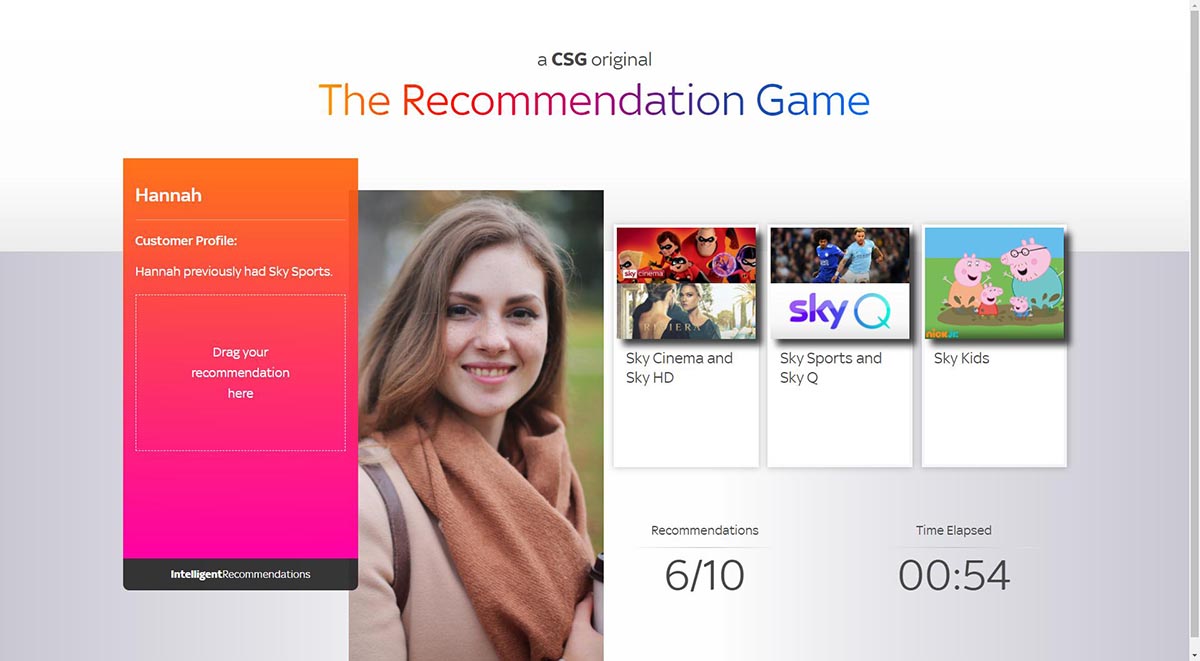 a CSG original
The Recommendation Game
Hannah
Customer Profile:
Hannah previously had Sky Sports.
Drag your
recommendation
here
IntelligentRecommendations
sky cinema
RIVIERA
Sky Cinema and
Sky HD
sky Q
Sky Sports and
Sky Q
nick jr.
Sky Kids
Recommendations
6/10
Time Elapsed
00:54